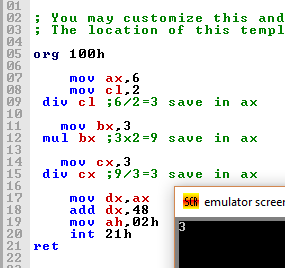 01
02 ; You may customize this and
03 ; The location of this templ
04
05 org 100h
06
07 mov ax,6
08 mov cl,2
09 div cl ;6/2=3 save in ax
10
11 mov bx,3
12 mul bx ;3x2=9 save in ax
13
14 mov cx,3
15 div cx ;9/3=3 save in ax
16
17 mov dx,ax
18 add dx,48
19 mov ah,02h
20 int 21h
21 ret
SCR emulator screen
3